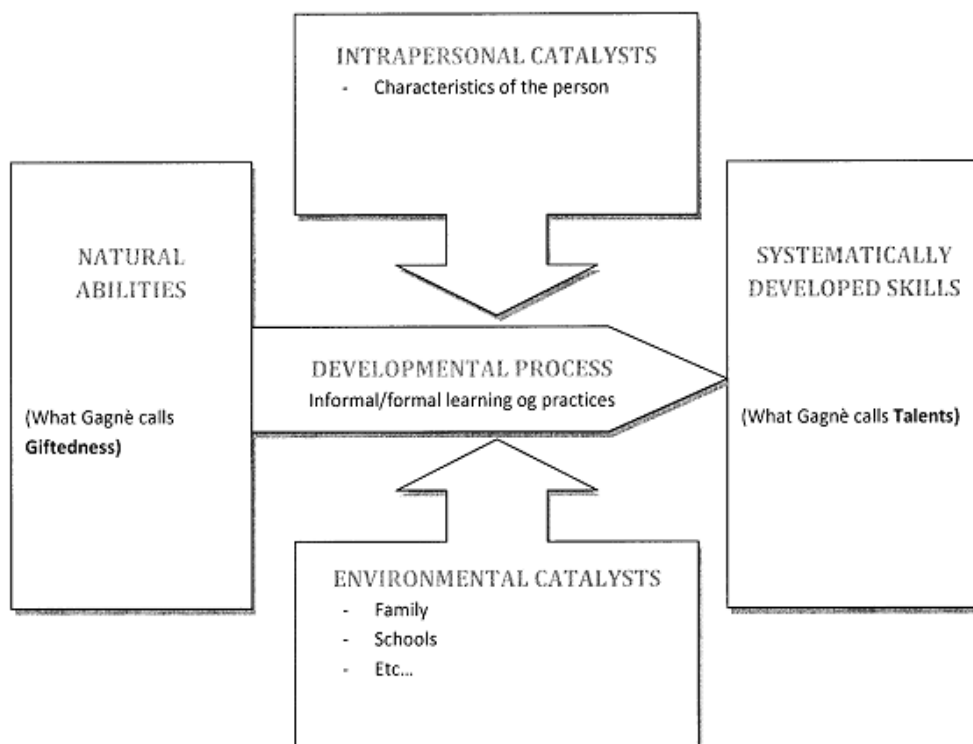 INTRAPERSONAL CATALYSTS
- Characteristics of the person
NATURAL
ABILITIES
(What Gagnè calls
Giftedness)
DEVELOPMENTAL PROCESS
Informal/formal learning og practices
SYSTEMATICALLY
DEVELOPED SKILLS
(What Gagnè calls Talents)
ENVIRONMENTAL CATALYSTS
- Family
- Schools
- Etc...